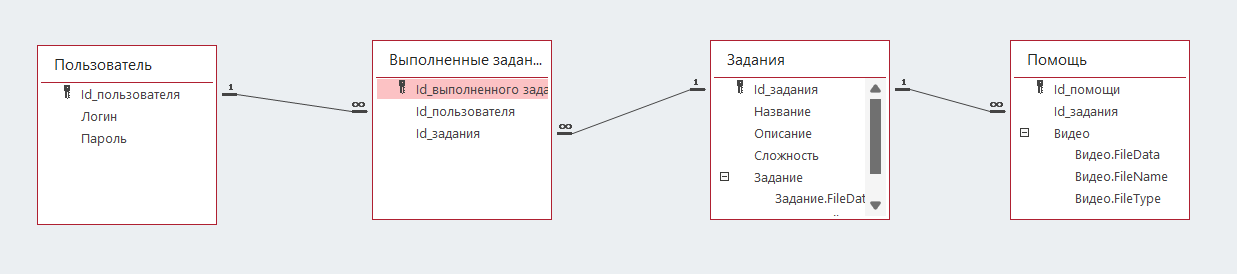 Пользователь
Id_пользователя
Логин
Пароль
1
∞
Выполненные задан...
Id_выполненного зада
Id_пользователя
Id_задания
∞
1
Задания
Id_задания
Название
Описание
Сложность
Задание
Задание.FileDat
1
∞
Помощь
Id_помощи
Id_задания
Видео
Видео.FileData
Видео.FileName
Видео.FileType